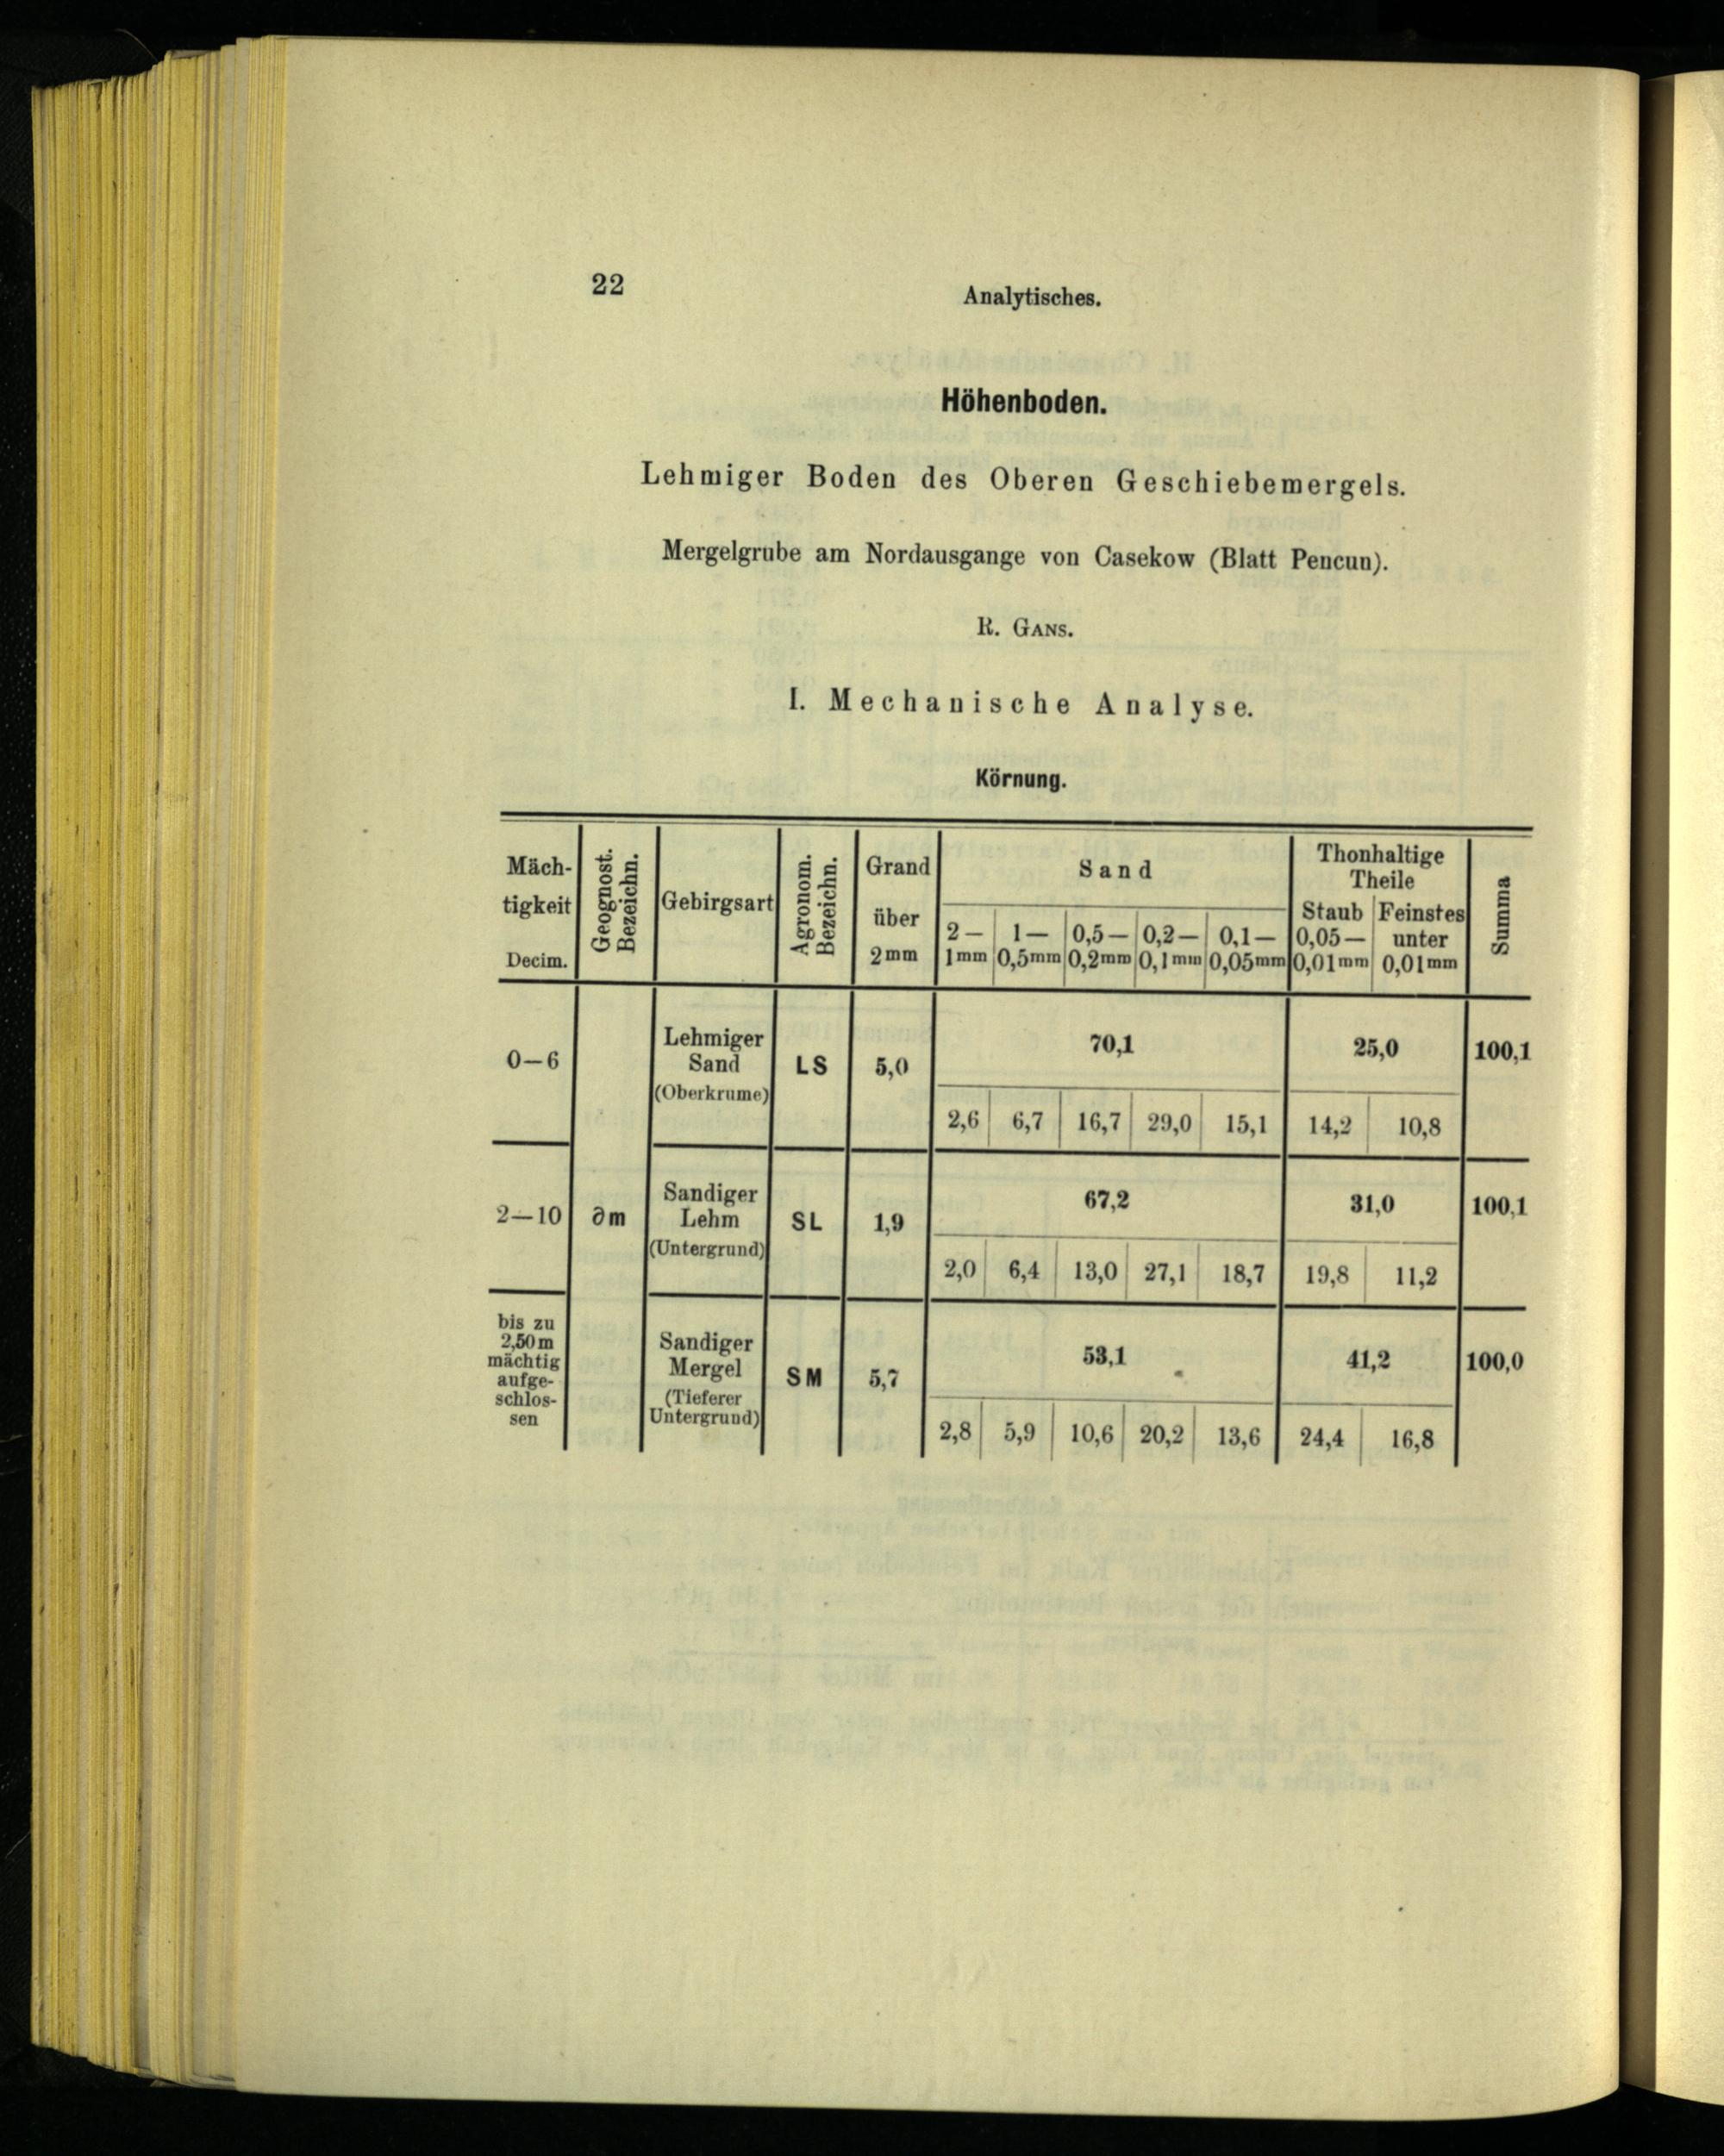 22
Analytisches.
Höhenboden.
Lehmiger Boden des Oberen Geschiebemergels.
Mergelgrube am Nordausgange von Casekow (Blatt Pencun).
R. GANS.
I. Mechanische Analyse.
Körnung.
Mäch-
tigkeit
Decim.
Geognost.
Bezeichn.
Gebirgsart
Agronom.
Bezeichn.
Grand
über
2mm
Sand
2— 1— 0,5— 0,2— 0,1—
1mm 0,5mm 0,2mm 0,1mm 0,05mm
Thonhaltige
Theile
Staub Feinstes
0,05— unter
0,01mm 0,01mm
Summa
0—6
Lehmiger
Sand
(Oberkrume)
LS
5,0
70,1
25,0
100,1
2,6 6,7 16,7 29,0 15,1 14,2 10,8
2—10
∂m
Sandiger
Lehm
(Untergrund)
SL
1,9
67,2
31,0
100,1
2,0 6,4 13,0 27,1 18,7 19,8 11,2
bis zu
2,50m
mächtig
aufge-
schlos-
sen
Sandiger
Mergel
(Tieferer
Untergrund)
SM
5,7
53,1
41,2
100,0
2,8 5,9 10,6 20,2 13,6 24,4 16,8